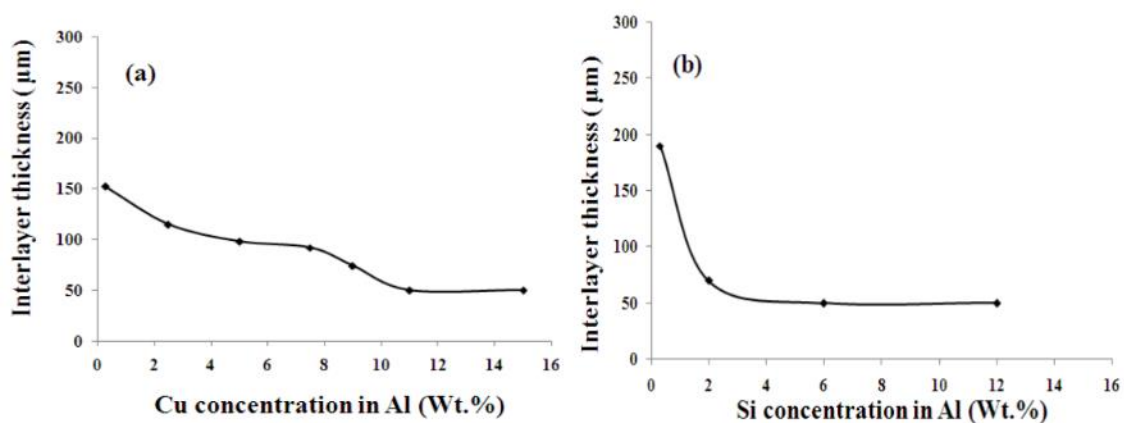 (a)
Interlayer thickness ( µm)
300
250
200
150
100
50
0
0 2 4 6 8 10 12 14 16
Cu concentration in Al (Wt.%)
(b)
Interlayer thickness ( µm)
300
250
200
150
100
50
0
0 2 4 6 8 10 12 14 16
Si concentration in Al (Wt.%)